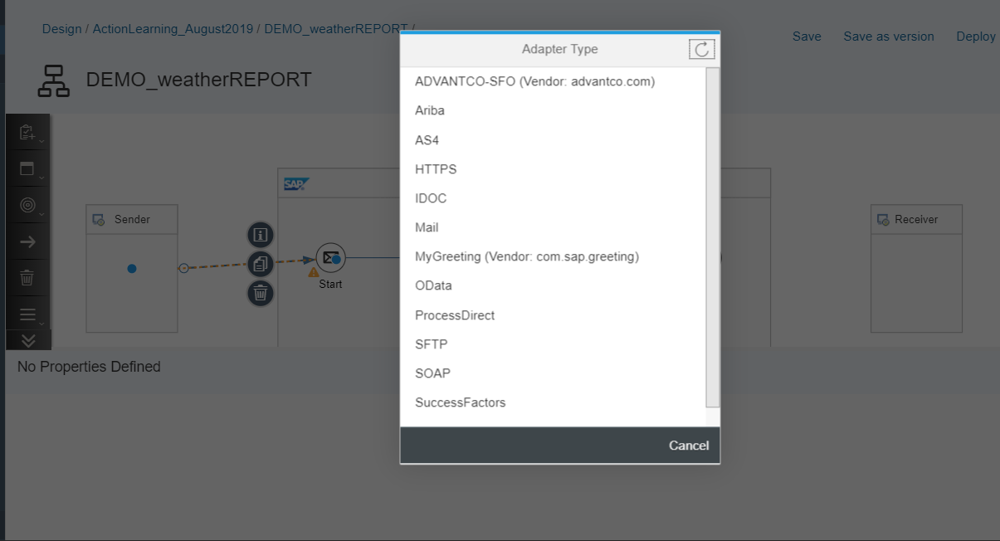 Design / ActionLearning_August2019 / DEMO_weatherREPORT /
Save Save as version Deploy
DEMO_weatherREPORT
Adapter Type
ADVANTCO-SFO (Vendor: advantco.com)
Ariba
AS4
HTTPS
IDOC
Mail
MyGreeting (Vendor: com.sap.greeting)
OData
ProcessDirect
SFTP
SOAP
SuccessFactors
Cancel
SAP
Sender
Start
Receiver
No Properties Defined